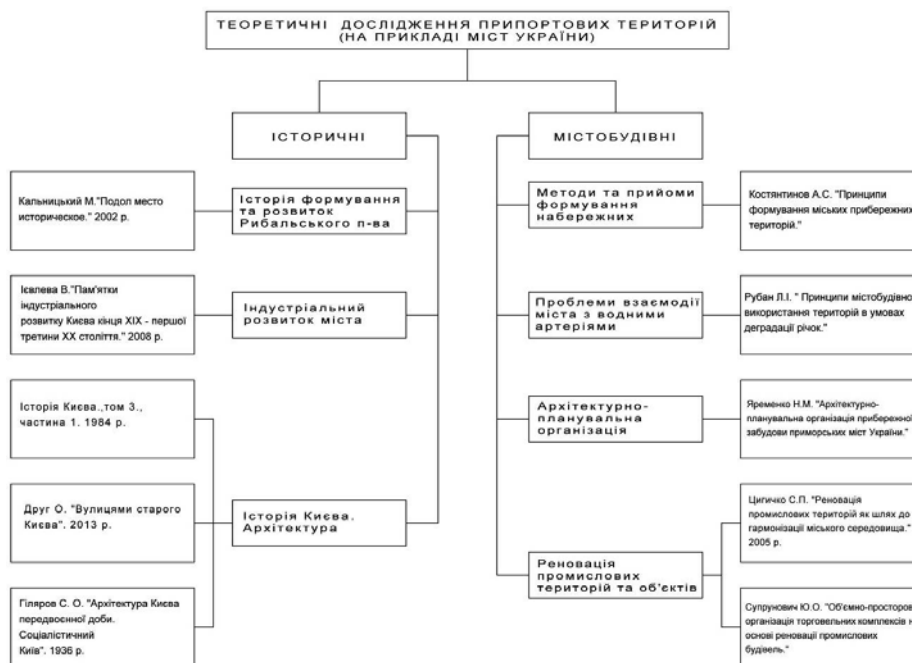 ТЕОРЕТИЧНІ ДОСЛІДЖЕННЯ ПРИПОРТОВИХ ТЕРИТОРІЙ
(НА ПРИКЛАДІ МІСТ УКРАЇНИ)
ІСТОРИЧНІ
Кальницький М."Подол место
историческое." 2002 р.
Історія формування
та розвиток
Рибальського п-ва
Ієвлева В."Пам'ятки
індустріального
розвитку Києва кінця XIX - першої
третини XX століття." 2008 р.
Індустріальний
розвиток міста
Історія Києва.,том 3.,
частина 1. 1984 р.
Друг О. "Вулицями старого
Києва". 2013 р.
Історія Києва.
Архітектура
Гіляров С. О. "Архітектура Києва
передвоєнної доби.
Соціалістичний
Київ". 1936 р.
МІСТОБУДІВНІ
Методи та прийоми
формування
набережних
Костянтинов А.С. "Принципи
формування міських прибережних
територій."
Проблеми взаємодії
міста з водними
артеріями
Рубан Л.І. " Принципи містобудівно
використання територій в умовах
деградації річок."
Архітектурно-
планувальна
організація
Яременко Н.М. "Архітектурно-
планувальна організація прибережної
забудови приморських міст України."
Реновація
промислових
територій та об'єктів
Цигичко С.П. "Реновація
промислових територій як шлях до
гармонізації міського середовища."
2005 р.
Супрунович Ю.О. "Об'ємно-просторов
організація торговельних комплексів н
основі реновації промислових
будівель."